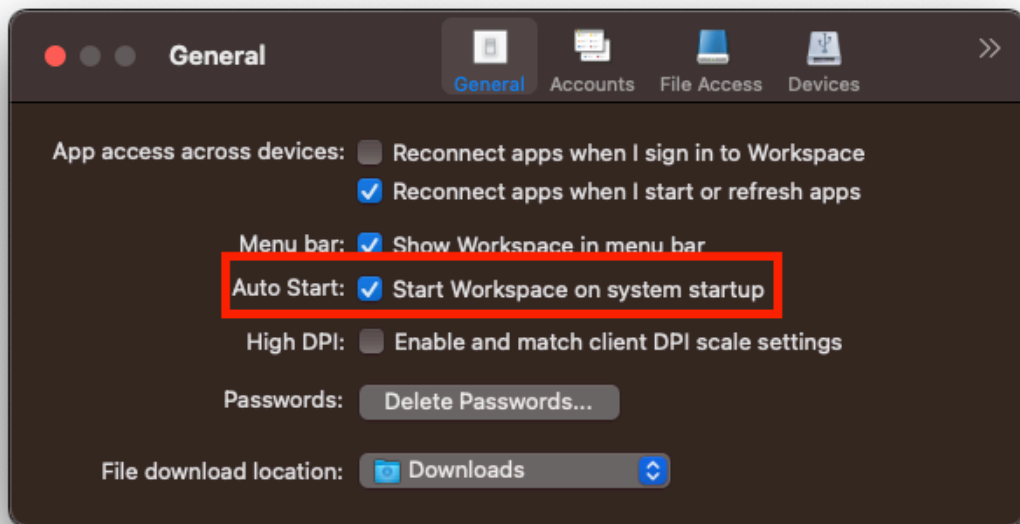 General
General Accounts File Access Devices
App access across devices: Reconnect apps when I sign in to Workspace
Reconnect apps when I start or refresh apps
Menu bar: Show Workspace in menu bar
Auto Start: Start Workspace on system startup
High DPI: Enable and match client DPI scale settings
Passwords: Delete Passwords...
File download location: Downloads